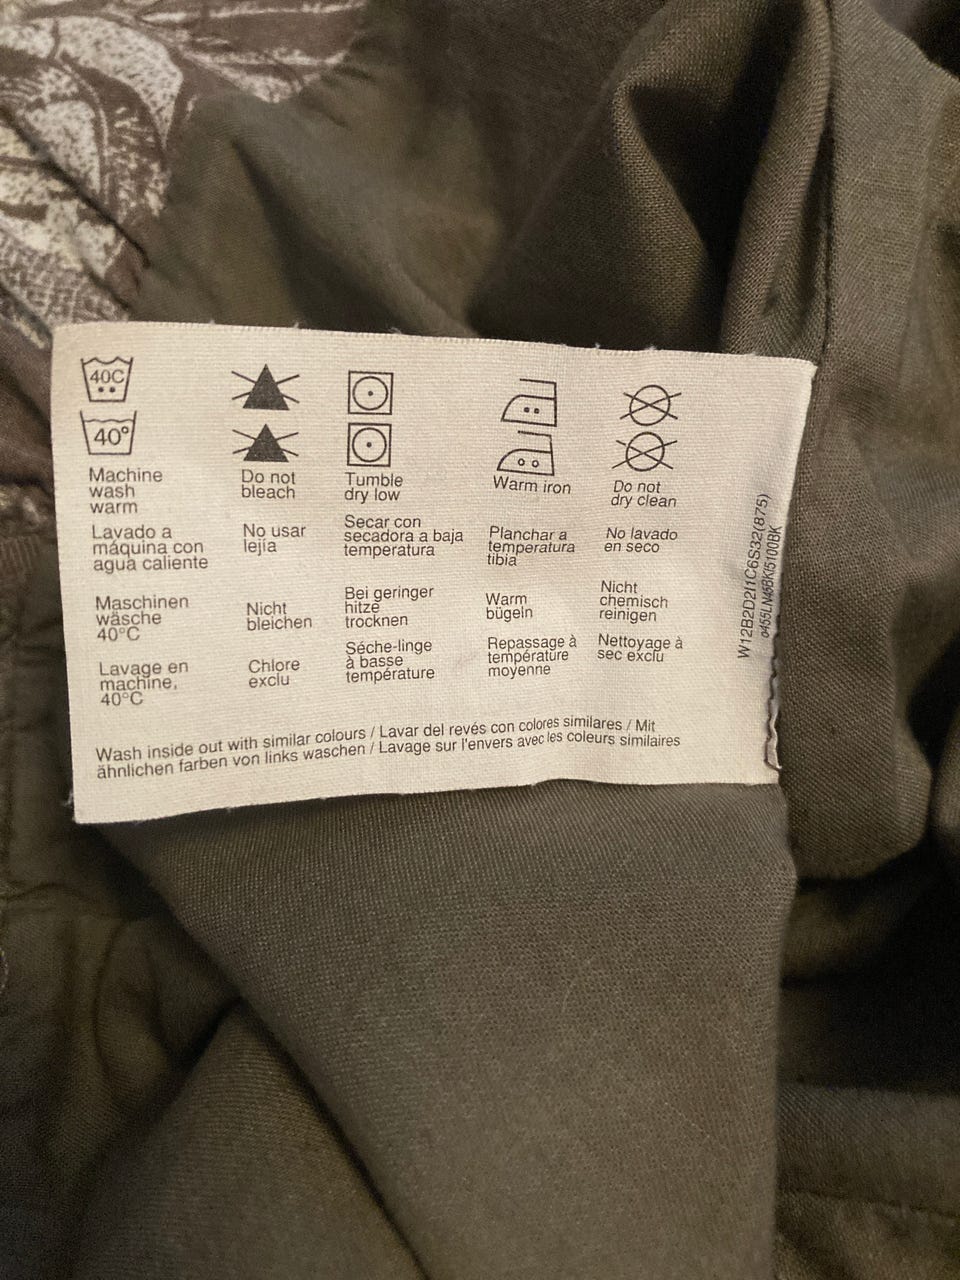 40C
40°
Machine
wash
warm
Do not
bleach
Tumble
dry low
Warm iron
Do not
dry clean
Lavado a
máquina con
agua caliente
No usar
lejía
Secar con
secadora a baja
temperatura
Planchar a
temperatura
tibia
No lavado
en seco
Maschinen
wäsche
40°C
Nicht
bleichen
Bei geringer
hitze
trocknen
Warm
bügeln
Nicht
chemisch
reinigen
Lavage en
machine,
40°C
Chlore
exclu
Séche-linge
à basse
température
Repassage à
température
moyenne
Nettoyage à
sec exclu
Wash inside out with similar colours / Lavar del revés con colores similares / Mit
ähnlichen farben von links waschen / Lavage sur l'envers avec les couleurs similaires